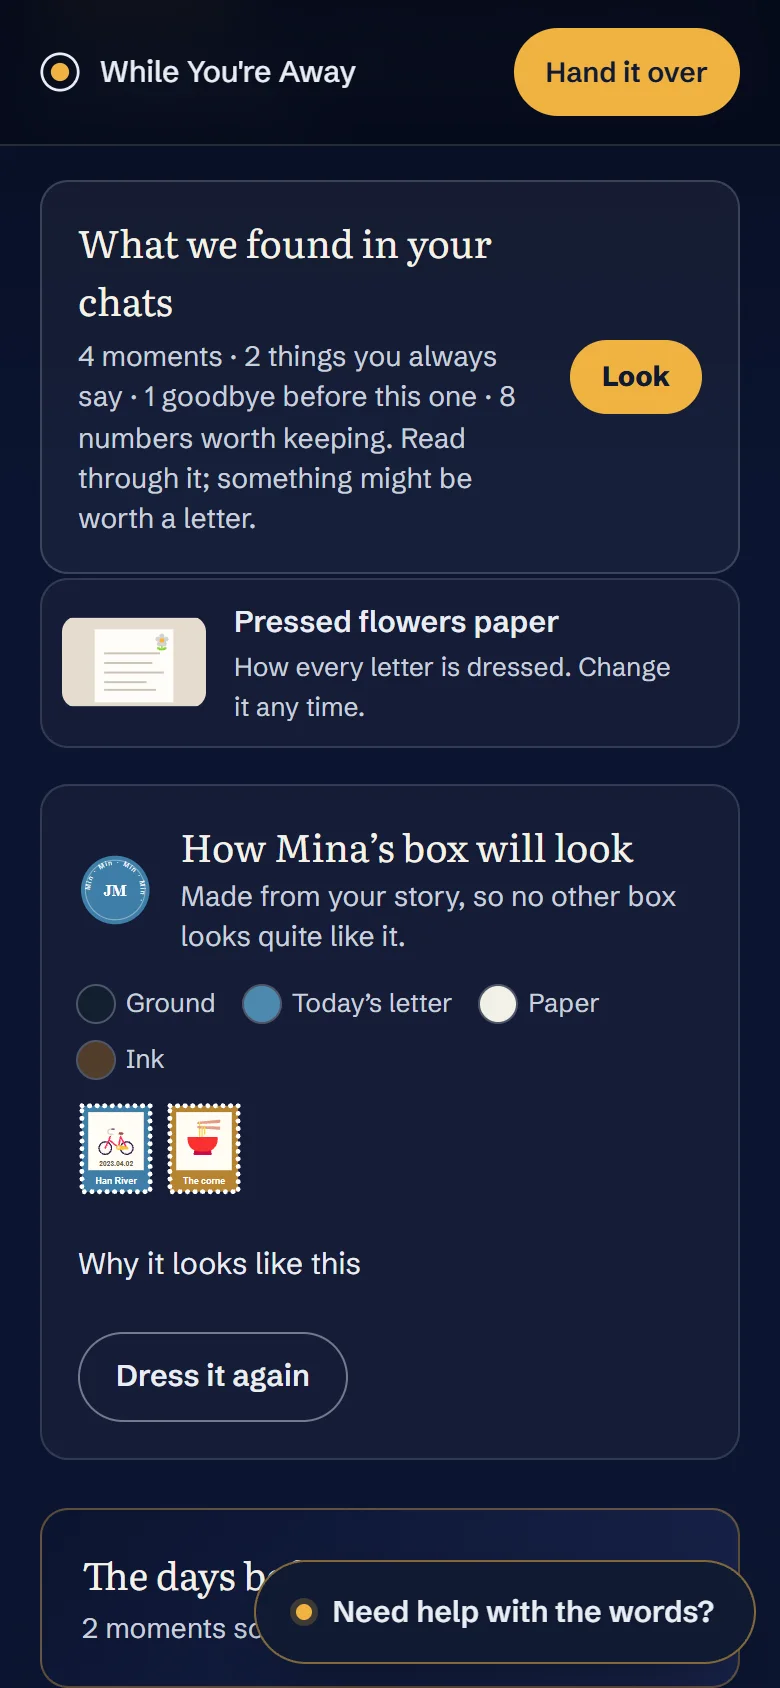 While You're Away
Hand it over
What we found in your
chats
4 moments · 2 things you always
say · 1 goodbye before this one · 8
numbers worth keeping. Read
through it; something might be
worth a letter.
Look
Pressed flowers paper
How every letter is dressed. Change
it any time.
Min · Min · Min · Min
JM
How Mina’s box will look
Made from your story, so no other box
looks quite like it.
Ground
Today’s letter
Paper
Ink
2023.04.02
Han River
The corne
Why it looks like this
Dress it again
The days
2 moments
Need help with the words?